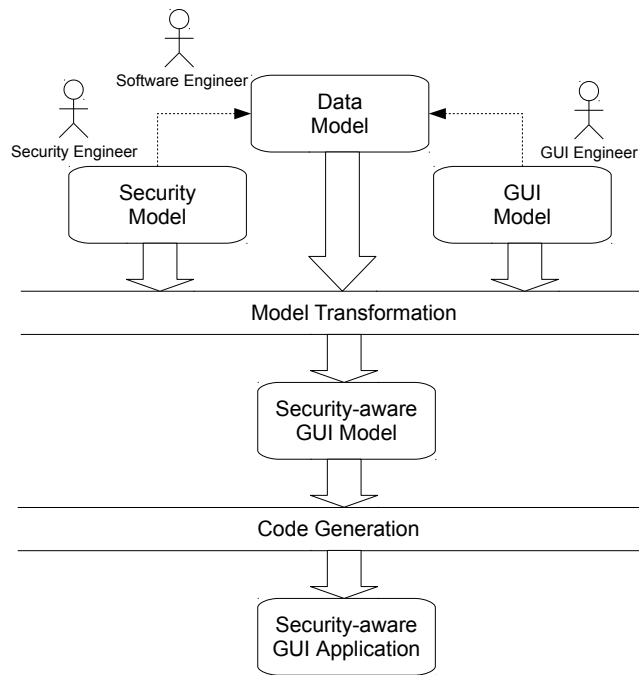 Software Engineer
Data
Model
Security Engineer
GUI Engineer
Security
Model
GUI
Model
Model Transformation
Security-aware
GUI Model
Code Generation
Security-aware
GUI Application